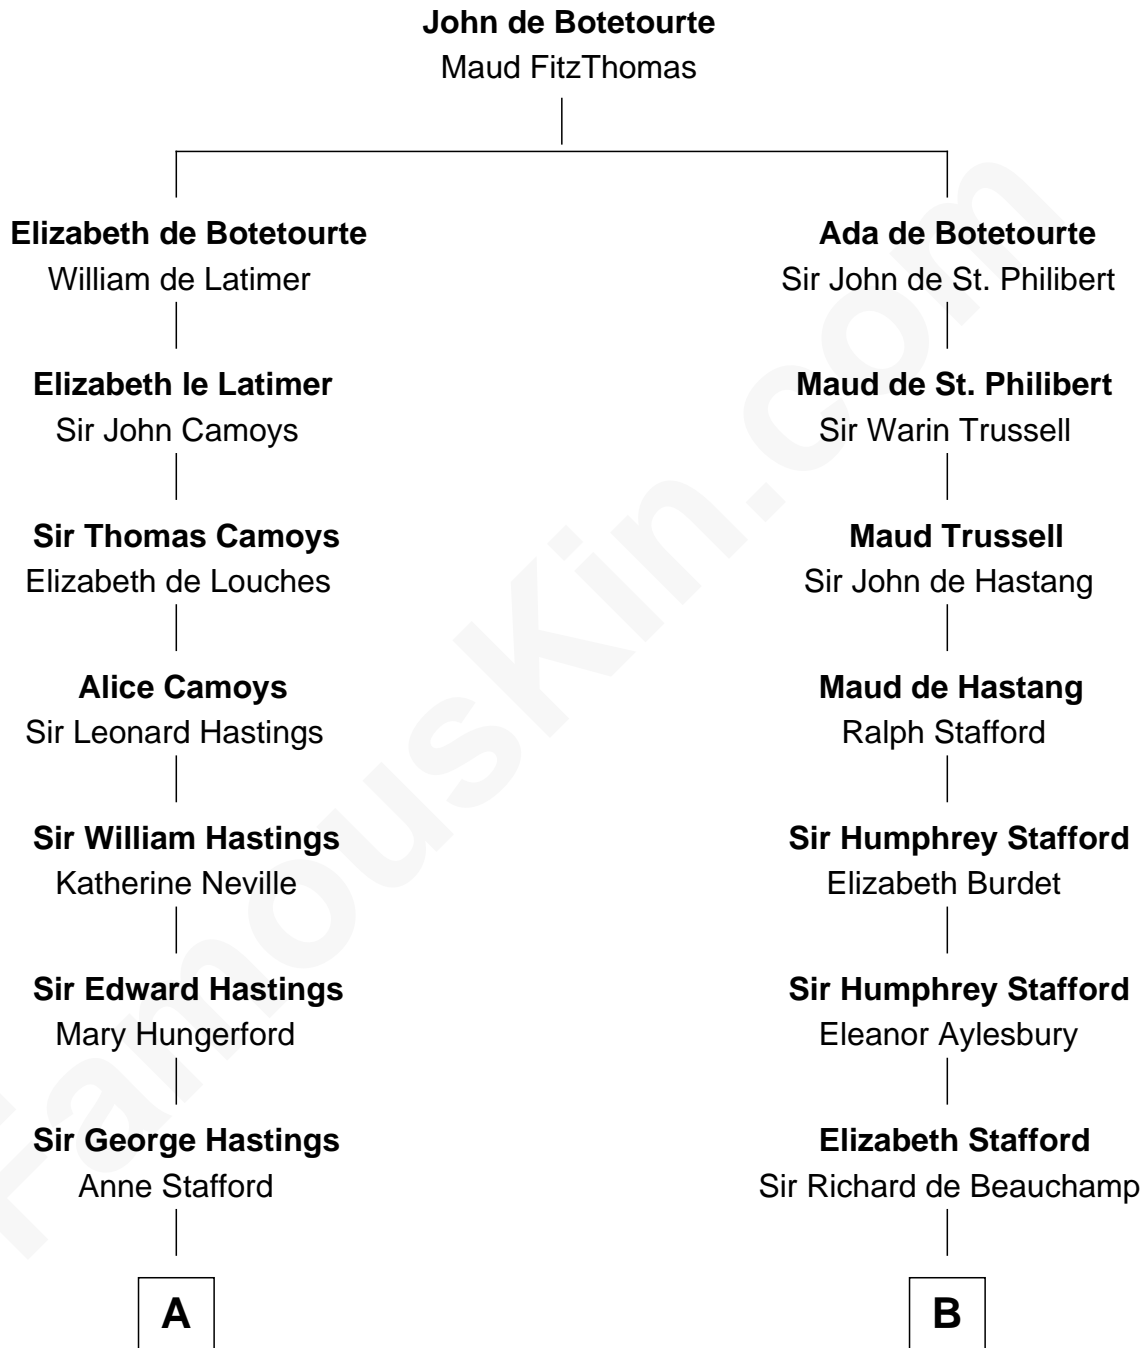 John de Botetourte
Maud FitzThomas
Elizabeth de Botetourte
William de Latimer
Ada de Botetourte
Sir John de St. Philibert
Elizabeth le Latimer
Sir John Camoys
Maud de St. Philibert
Sir Warin Trussell
Sir Thomas Camoys
Elizabeth de Louches
Maud Trussell
Sir John de Hastang
Alice Camoys
Sir Leonard Hastings
Maud de Hastang
Ralph Stafford
Sir William Hastings
Katherine Neville
Sir Humphrey Stafford
Elizabeth Burdet
Sir Edward Hastings
Mary Hungerford
Sir Humphrey Stafford
Eleanor Aylesbury
Sir George Hastings
Anne Stafford
Elizabeth Stafford
Sir Richard de Beauchamp
A
B
FamousKin.com